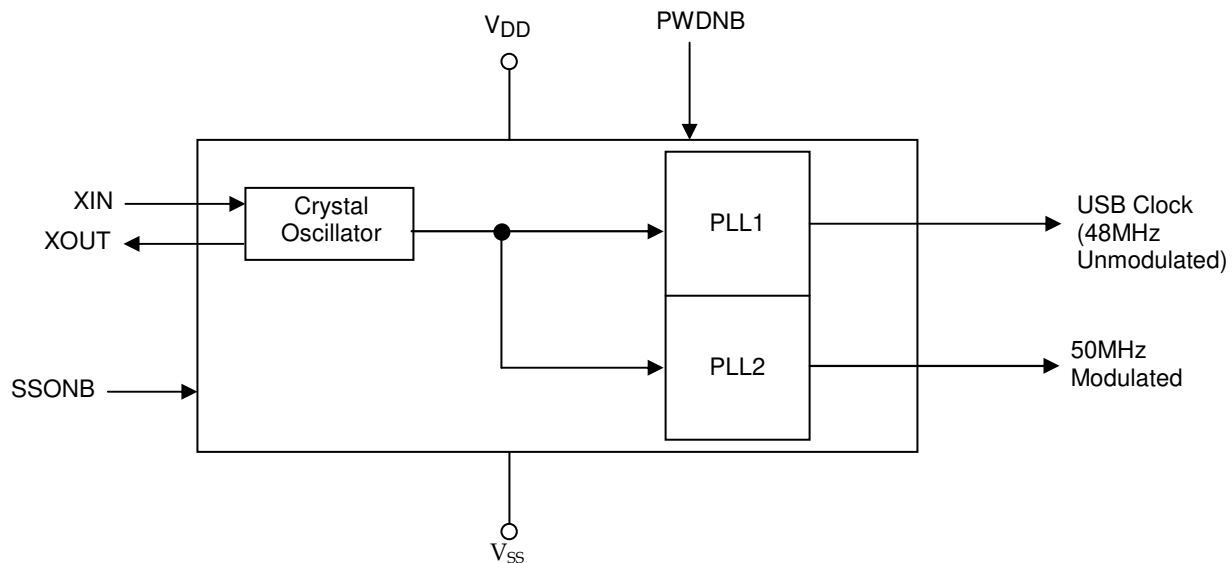 VDD
PWDNB
XIN
XOUT
Crystal
Oscillator
PLL1
USB Clock
(48MHz
Unmodulated)
SSONB
PLL2
50MHz
Modulated
VSS